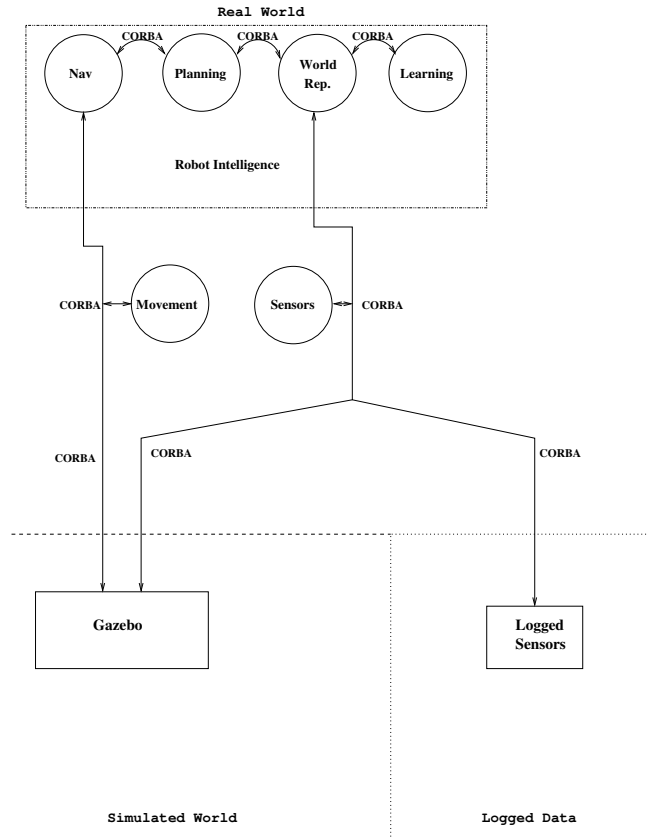 Real World
CORBA CORBA CORBA
Nav
Planning
World
Rep.
Learning
Robot Intelligence
CORBA
Movement
Sensors
CORBA
CORBA
CORBA
CORBA
Gazebo
Logged
Sensors
Simulated World
Logged Data